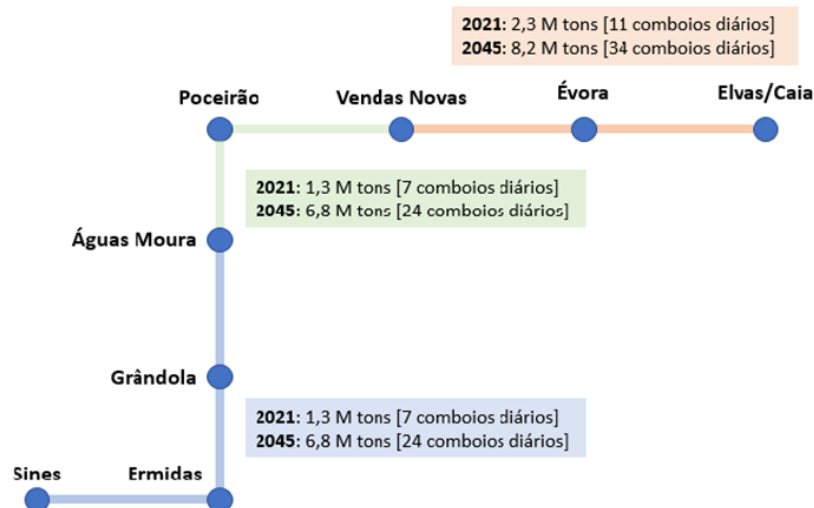 2021: 2,3 M tons [11 comboios diários]
2045: 8,2 M tons [34 comboios diários]
Poceirão
Vendas Novas
Évora
Elvas/Caia
2021: 1,3 M tons [7 comboios diários]
2045: 6,8 M tons [24 comboios diários]
Águas Moura
Grândola
2021: 1,3 M tons [7 comboios diários]
2045: 6,8 M tons [24 comboios diários]
Sines
Ermidas